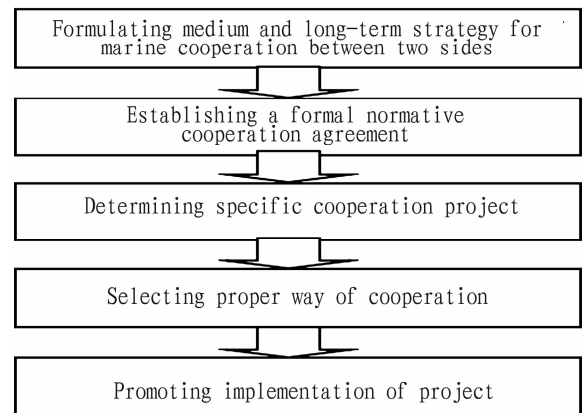 Formulating medium and long-term strategy for
marine cooperation between two sides
Establishing a formal normative
cooperation agreement
Determining specific cooperation project
Selecting proper way of cooperation
Promoting implementation of project